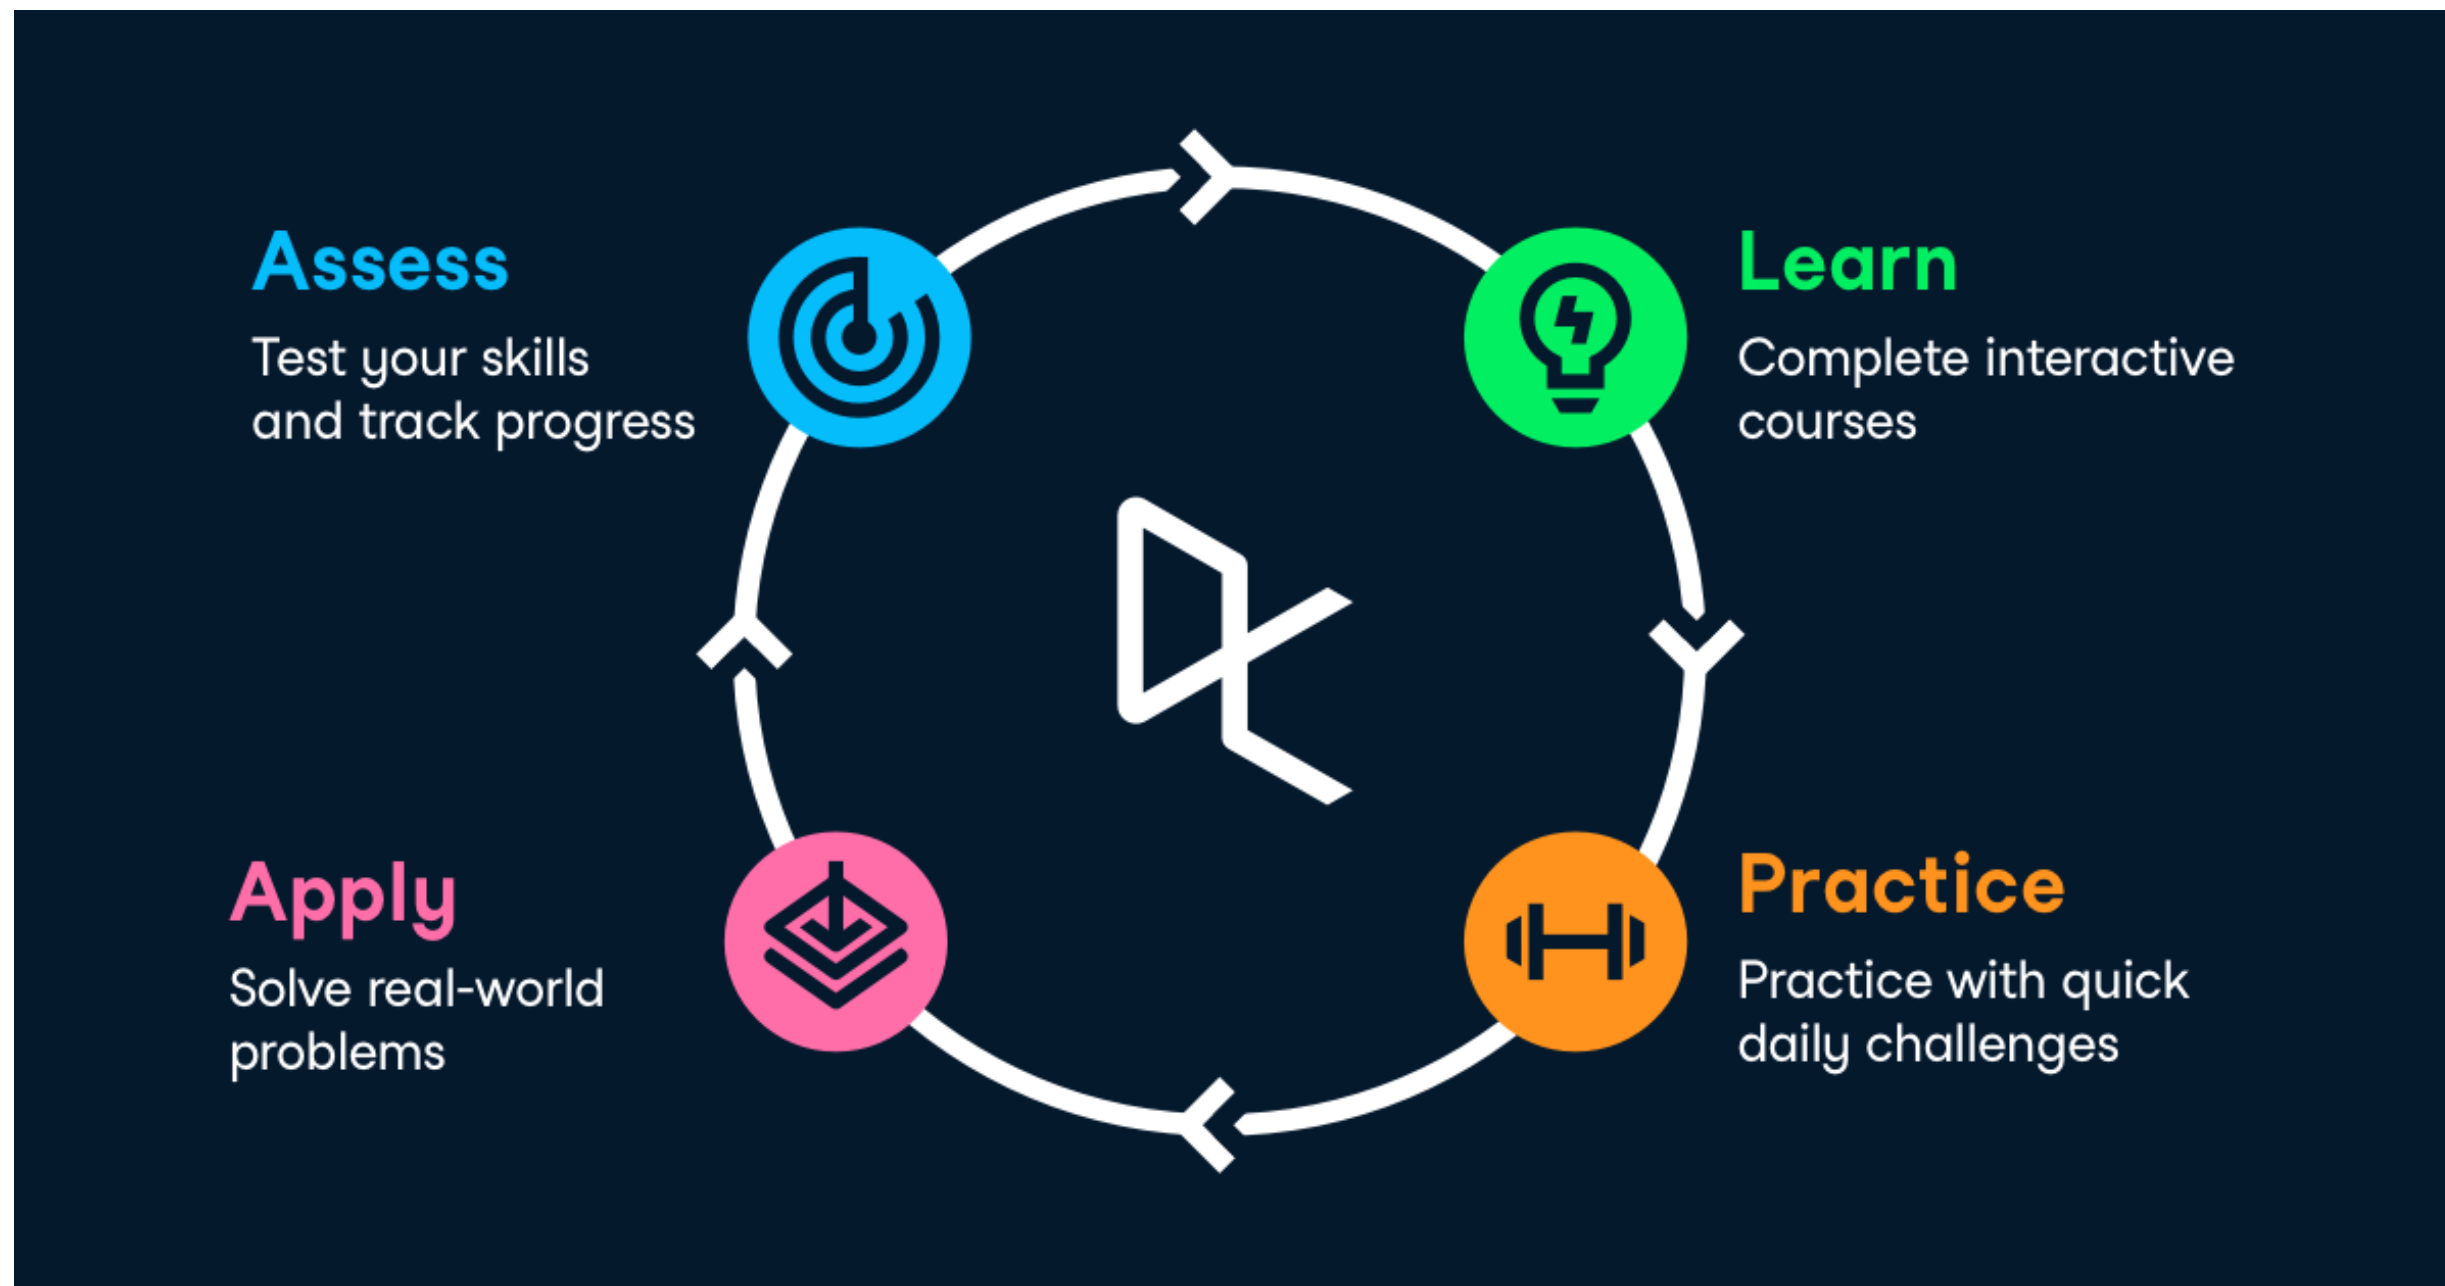 Assess
Test your skills
and track progress
Learn
Complete interactive
courses
Apply
Solve real-world
problems
Practice
Practice with quick
daily challenges